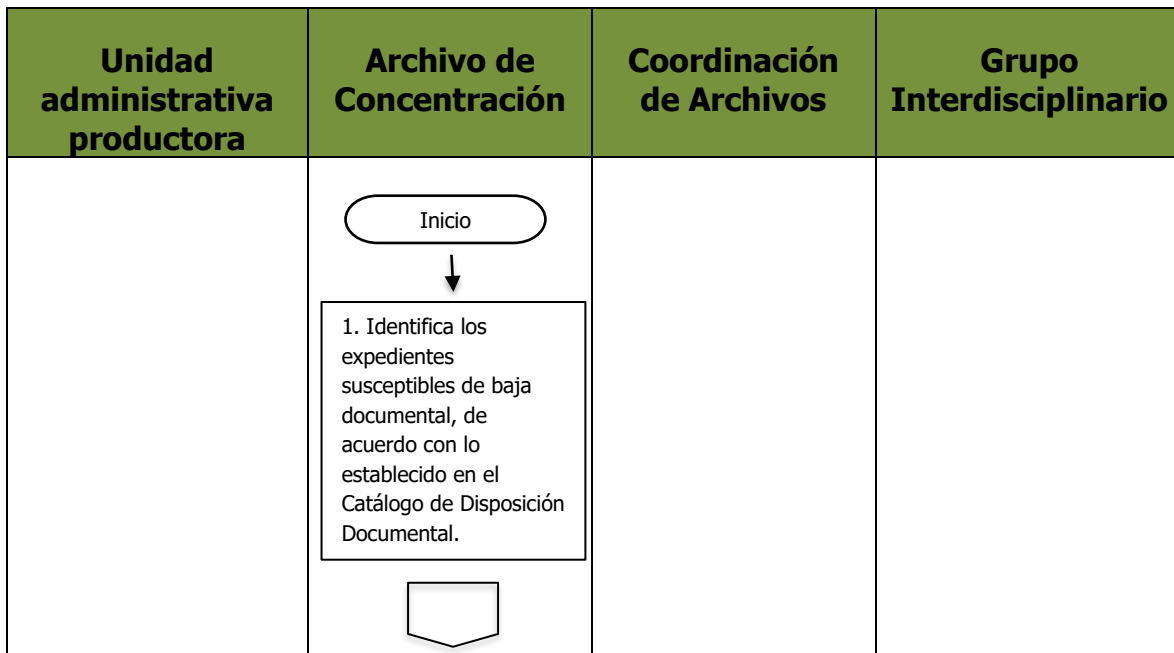 Unidad
administrativa
productora
Archivo de
Concentración
Coordinación
de Archivos
Grupo
Interdisciplinario
Inicio
1. Identifica los
expedientes
susceptibles de baja
documental, de
acuerdo con lo
establecido en el
Catálogo de Disposición
Documental.